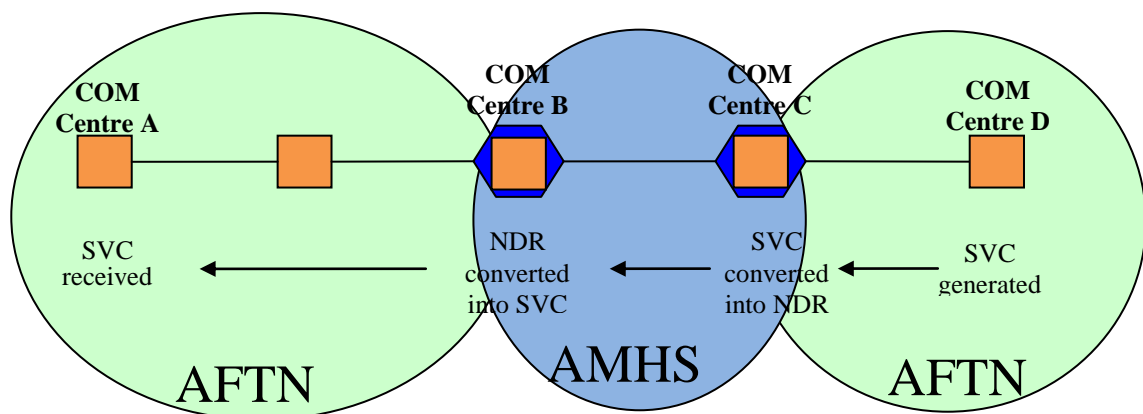 COM
Centre A
COM
Centre B
COM
Centre C
COM
Centre D
SVC
received
NDR
converted
into SVC
SVC
converted
into NDR
SVC
generated
AFTN
AMHS
AFTN